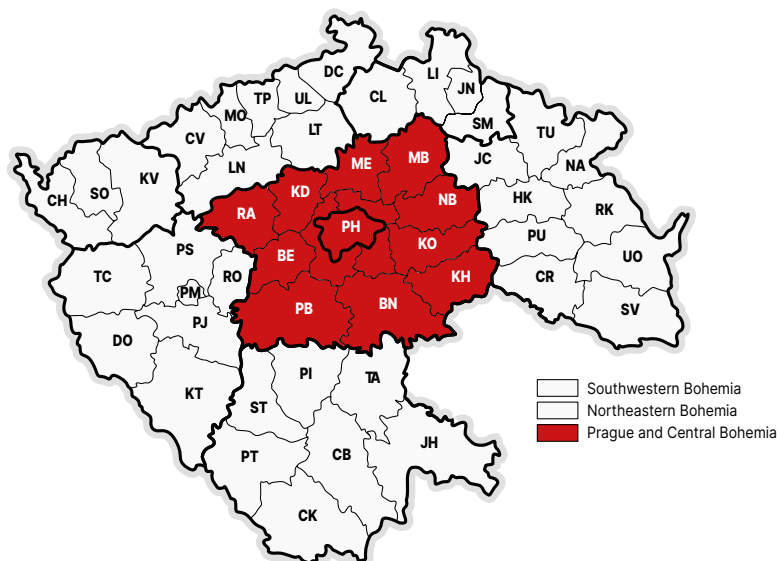 DC
LI
JN
CL
TP
UL
MO
SM
LT
CV
TU
JC
MB
ME
NA
LN
KV
SO
CH
KD
NB
HK
RK
RA
PH
PU
KO
PS
BE
UO
TC
RO
KH
CR
PM
PB
BN
SV
PJ
DO
PI
TA
KT
ST
Southwestern Bohemia
Northeastern Bohemia
Prague and Central Bohemia
JH
PT
CB
CK